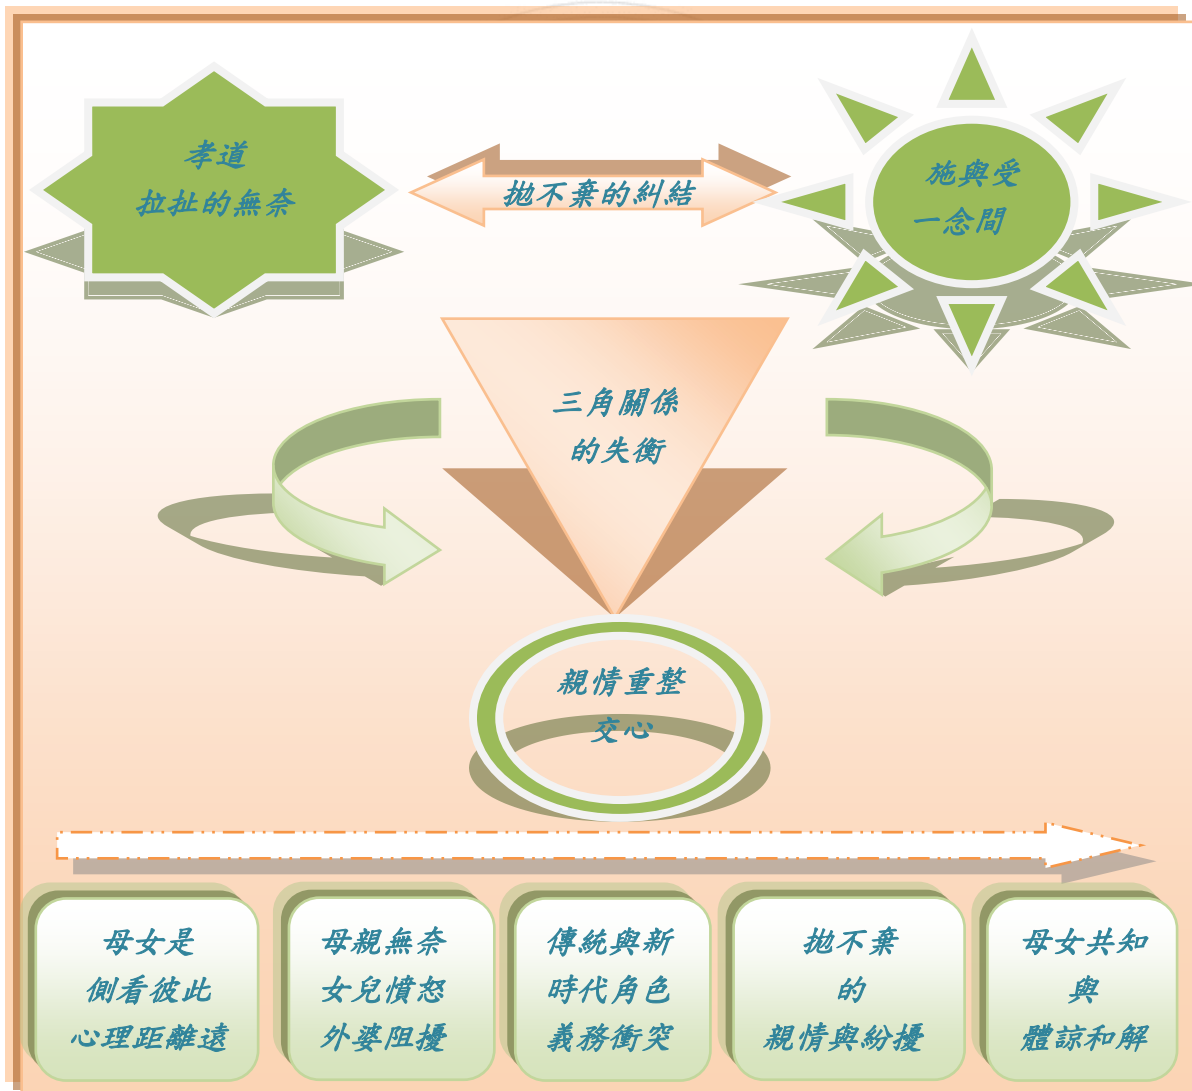 孝道
拉扯的無奈
拋不棄的糾結
施與受
一念間
三角關係
的失衡
親情重整
交心
母女是
側看彼此
心理距離遠
母親無奈
女兒憤怒
外婆阻擾
傳統與新
時代角色
義務衝突
拋不棄
的
親情與紛擾
母女共知
與
體諒和解